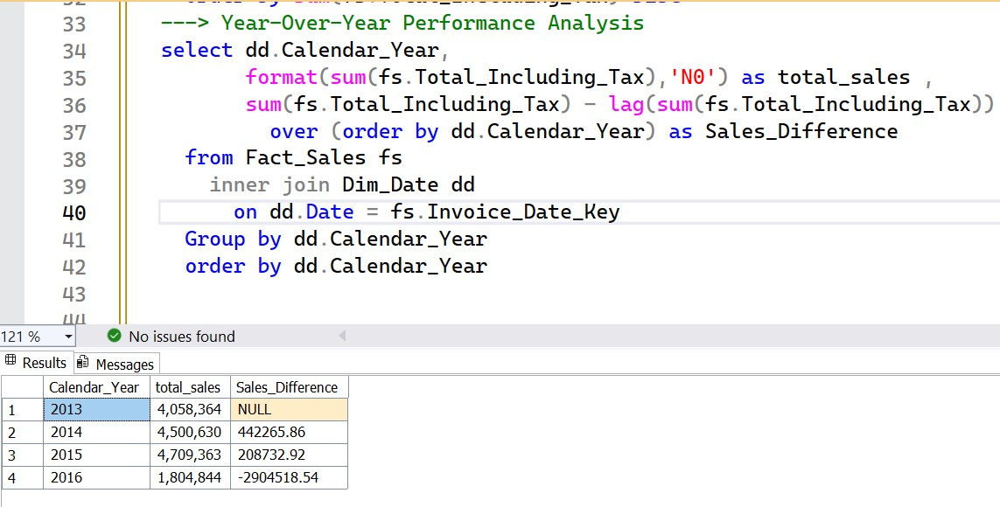 33 ---> Year-Over-Year Performance Analysis
34 select dd.Calendar_Year,
35 format(sum(fs.Total_Including_Tax),'N0') as total_sales ,
36 sum(fs.Total_Including_Tax) - lag(sum(fs.Total_Including_Tax))
37 over (order by dd.Calendar_Year) as Sales_Difference
38 from Fact_Sales fs
39 inner join Dim_Date dd
40 on dd.Date = fs.Invoice_Date_Key
41 Group by dd.Calendar_Year
42 order by dd.Calendar_Year
43
44
121 % No issues found
Results Messages
Calendar_Year total_sales Sales_Difference
1 2013 4,058,364 NULL
2 2014 4,500,630 442265.86
3 2015 4,709,363 208732.92
4 2016 1,804,844 -2904518.54